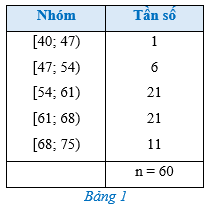 Nhóm Tần số
[40; 47) 1
[47; 54) 6
[54; 61) 21
[61; 68) 21
[68; 75) 11
n = 60
Bảng 1